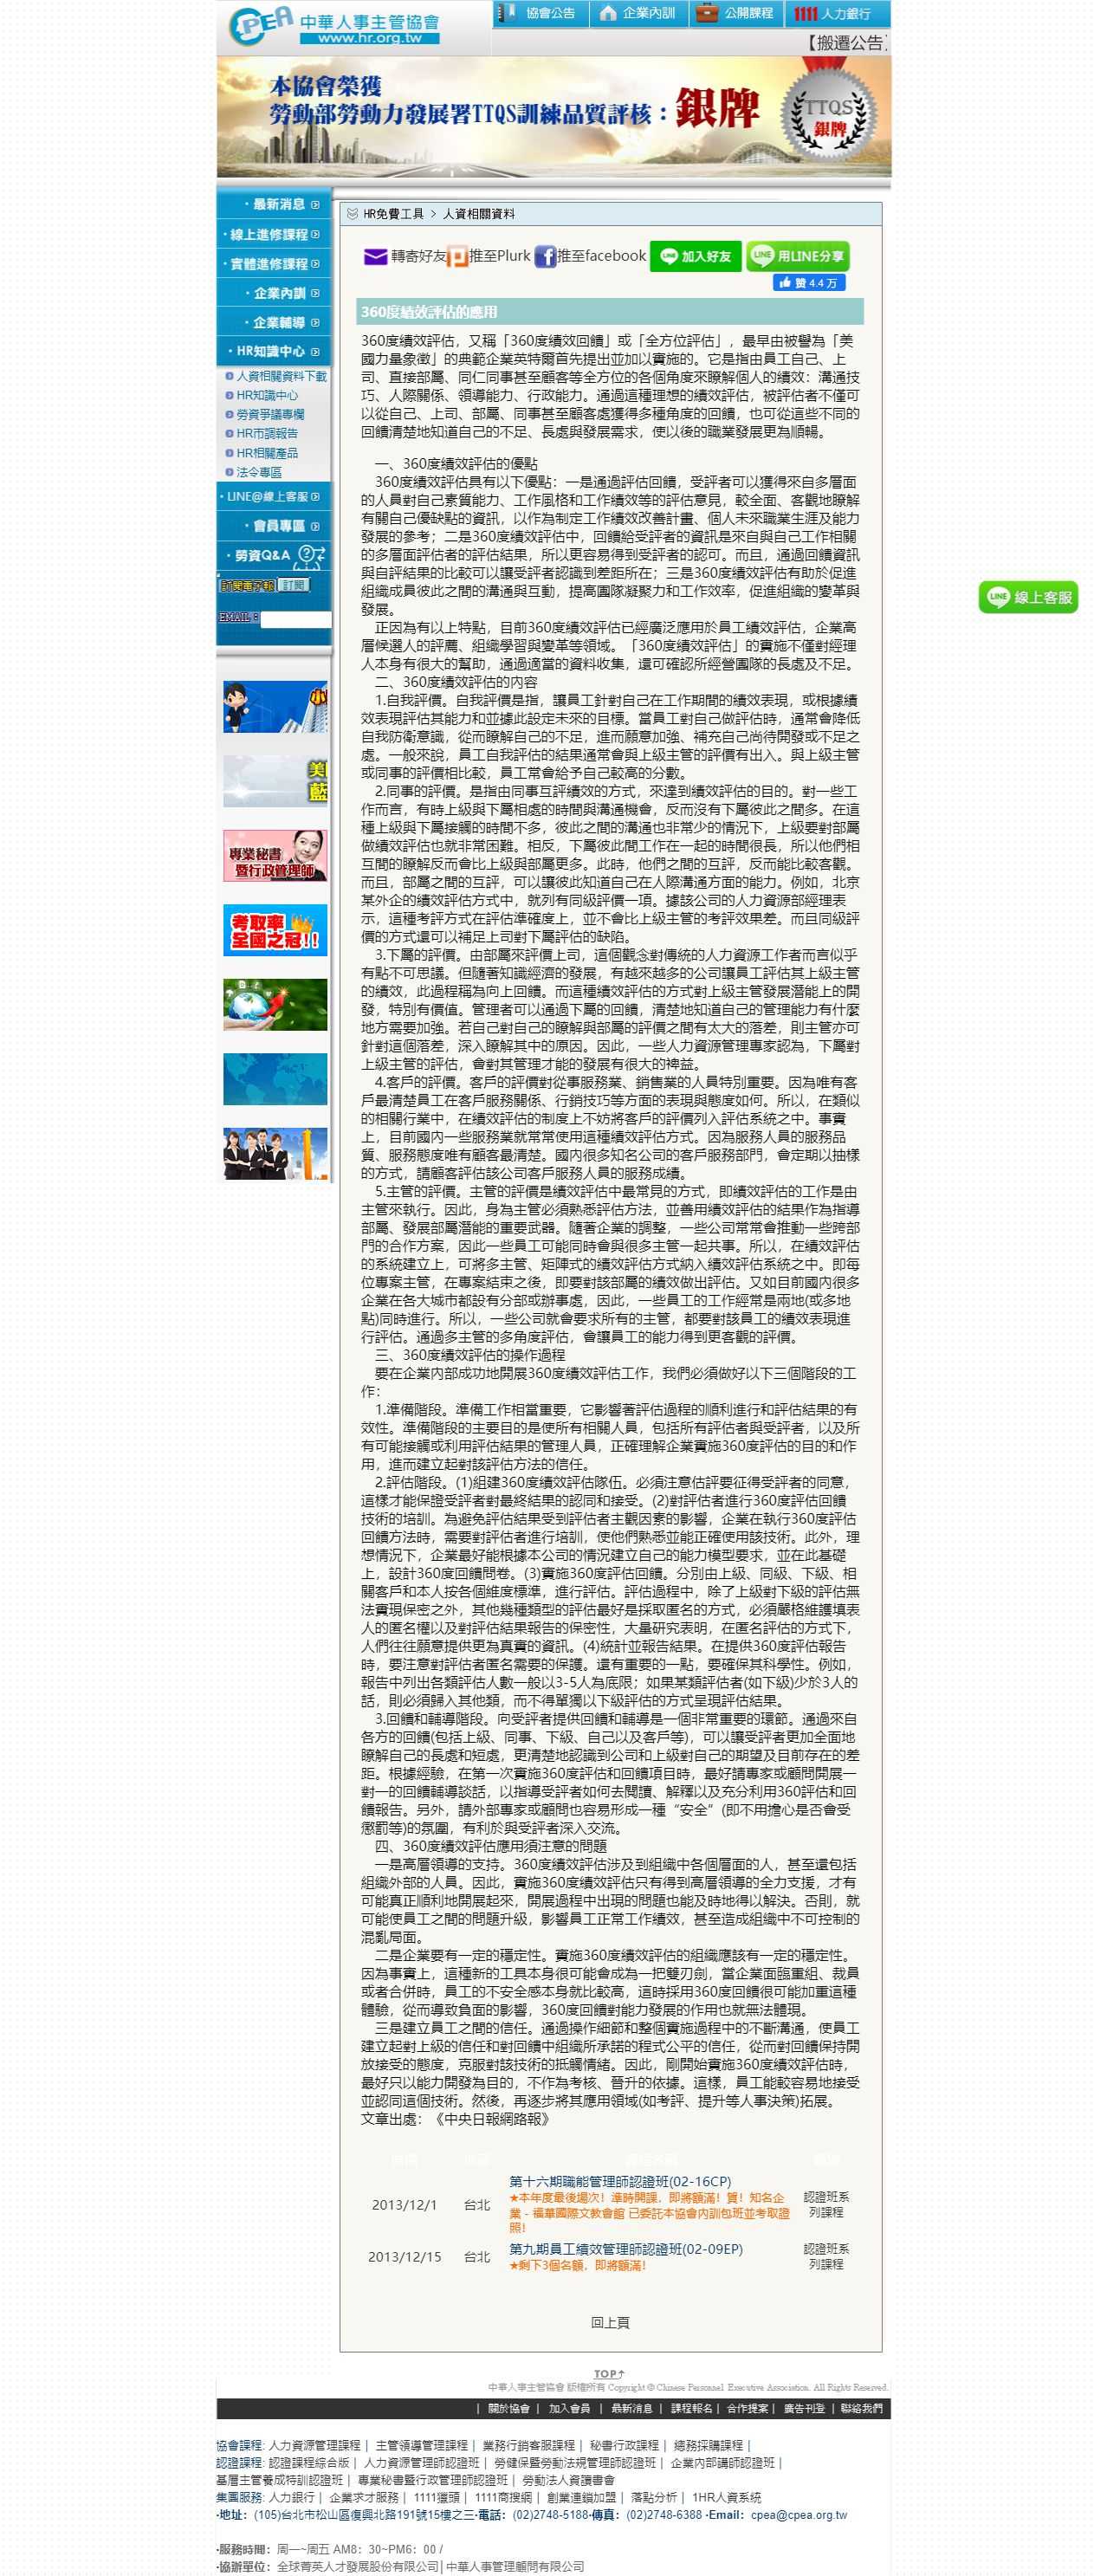 CPEA 中華人事主管協會
www.hr.org.tw
協會公告 企業內訓 公開課程 1111 人力銀行
【搬遷公告】
本協會榮獲
勞動部勞動力發展署TTQS訓練品質評核：銀牌
TTQS
銀牌
・最新消息
・線上進修課程
・實體進修課程
・企業內訓
・企業輔導
・HR知識中心
人資相關資料下載
HR知識中心
勞資爭議專欄
HR市調報告
HR相關產品
法令專區
・LINE@線上客服
・會員專區
・勞資Q&A
訂閱電子報 訂閱
EMAIL：
專業秘書
暨行政管理師
考取率
全國之冠!!
HR免費工具 > 人資相關資料
轉寄好友 推至Plurk 推至facebook LINE 加入好友 LINE 用LINE分享
讚 4.4 万
360度績效評估的應用
360度績效評估，又稱「360度績效回饋」或「全方位評估」，最早由被譽為「美
國力量象徵」的典範企業英特爾首先提出並加以實施的。它是指由員工自己、上
司、直接部屬、同仁同事甚至顧客等全方位的各個角度來瞭解個人的績效：溝通技
巧、人際關係、領導能力、行政能力。通過這種理想的績效評估，被評估者不僅可
以從自己、上司、部屬、同事甚至顧客處獲得多種角度的回饋，也可從這些不同的
回饋清楚地知道自己的不足、長處與發展需求，使以後的職業發展更為順暢。
一、360度績效評估的優點
360度績效評估具有以下優點：一是通過評估回饋，受評者可以獲得來自多層面
的人員對自己素質能力、工作風格和工作績效等的評估意見，較全面、客觀地瞭解
有關自己優缺點的資訊，以作為制定工作績效改善計畫、個人未來職業生涯及能力
發展的參考；二是360度績效評估中，回饋給受評者的資訊是來自與自己工作相關
的多層面評估者的評估結果，所以更容易得到受評者的認可。而且，通過回饋資訊
與自評結果的比較可以讓受評者認識到差距所在；三是360度績效評估有助於促進
組織成員彼此之間的溝通與互動，提高團隊凝聚力和工作效率，促進組織的變革與
發展。
正因為有以上特點，目前360度績效評估已經廣泛應用於員工績效評估，企業高
層候選人的評薦、組織學習與變革等領域。「360度績效評估」的實施不僅對經理
人本身有很大的幫助，通過適當的資料收集，還可確認所經營團隊的長處及不足。
二、360度績效評估的內容
1.自我評價。自我評價是指，讓員工針對自己在工作期間的績效表現，或根據績
效表現評估其能力和並據此設定未來的目標。當員工對自己做評估時，通常會降低
自我防衛意識，從而瞭解自己的不足，進而願意加強、補充自己尚待開發或不足之
處。一般來說，員工自我評估的結果通常會與上級主管的評價有出入。與上級主管
或同事的評價相比較，員工常會給予自己較高的分數。
2.同事的評價。是指由同事互評績效的方式，來達到績效評估的目的。對一些工
作而言，有時上級與下屬相處的時間與溝通機會，反而沒有下屬彼此之間多。在這
種上級與下屬接觸的時間不多，彼此之間的溝通也非常少的情況下，上級要對部屬
做績效評估也就非常困難。相反，下屬彼此間工作在一起的時間很長，所以他們相
互間的瞭解反而會比上級與部屬更多。此時，他們之間的互評，反而能比較客觀。
而且，部屬之間的互評，可以讓彼此知道自己在人際溝通方面的能力。例如，北京
某外企的績效評估方式中，就列有同級評價一項。據該公司的人力資源部經理表
示，這種考評方式在評估準確度上，並不會比上級主管的考評效果差。而且同級評
價的方式還可以補足上司對下屬評估的缺陷。
3.下屬的評價。由部屬來評價上司，這個觀念對傳統的人力資源工作者而言似乎
有點不可思議。但隨著知識經濟的發展，有越來越多的公司讓員工評估其上級主管
的績效，此過程稱為向上回饋。而這種績效評估的方式對上級主管發展潛能上的開
發，特別有價值。管理者可以通過下屬的回饋，清楚地知道自己的管理能力有什麼
地方需要加強。若自己對自己的瞭解與部屬的評價之間有太大的落差，則主管亦可
針對這個落差，深入瞭解其中的原因。因此，一些人力資源管理專家認為，下屬對
上級主管的評估，會對其管理才能的發展有很大的裨益。
4.客戶的評價。客戶的評價對從事服務業、銷售業的人員特別重要。因為唯有客
戶最清楚員工在客戶服務關係、行銷技巧等方面的表現與態度如何。所以，在類似
的相關行業中，在績效評估的制度上不妨將客戶的評價列入評估系統之中。事實
上，目前國內一些服務業就常常使用這種績效評估方式。因為服務人員的服務品
質、服務態度唯有顧客最清楚。國內很多知名公司的客戶服務部門，會定期以抽樣
的方式，請顧客評估該公司客戶服務人員的服務成績。
5.主管的評價。主管的評價是績效評估中最常見的方式，即績效評估的工作是由
主管來執行。因此，身為主管必須熟悉評估方法，並善用績效評估的結果作為指導
部屬、發展部屬潛能的重要武器。隨著企業的調整，一些公司常常會推動一些跨部
門的合作方案，因此一些員工可能同時會與很多主管一起共事。所以，在績效評估
的系統建立上，可將多主管、矩陣式的績效評估方式納入績效評估系統之中。即每
位專案主管，在專案結束之後，即要對該部屬的績效做出評估。又如目前國內很多
企業在各大城市都設有分部或辦事處，因此，一些員工的工作經常是兩地(或多地
點)同時進行。所以，一些公司就會要求所有的主管，都要對該員工的績效表現進
行評估。通過多主管的多角度評估，會讓員工的能力得到更客觀的評價。
三、360度績效評估的操作過程
要在企業內部成功地開展360度績效評估工作，我們必須做好以下三個階段的工
作：
1.準備階段。準備工作相當重要，它影響著評估過程的順利進行和評估結果的有
效性。準備階段的主要目的是使所有相關人員，包括所有評估者與受評者，以及所
有可能接觸或利用評估結果的管理人員，正確理解企業實施360度評估的目的和作
用，進而建立起對該評估方法的信任。
2.評估階段。(1)組建360度績效評估隊伍。必須注意估評要征得受評者的同意，
這樣才能保證受評者對最終結果的認同和接受。(2)對評估者進行360度評估回饋
技術的培訓。為避免評估結果受到評估者主觀因素的影響，企業在執行360度評估
回饋方法時，需要對評估者進行培訓，使他們熟悉並能正確使用該技術。此外，理
想情況下，企業最好能根據本公司的情況建立自己的能力模型要求，並在此基礎
上，設計360度回饋問卷。(3)實施360度評估回饋。分別由上級、同級、下級、相
關客戶和本人按各個維度標準，進行評估。評估過程中，除了上級對下級的評估無
法實現保密之外，其他幾種類型的評估最好是採取匿名的方式，必須嚴格維護填表
人的匿名權以及對評估結果報告的保密性，大量研究表明，在匿名評估的方式下，
人們往往願意提供更為真實的資訊。(4)統計並報告結果。在提供360度評估報告
時，要注意對評估者匿名需要的保護。還有重要的一點，要確保其科學性。例如，
報告中列出各類評估人數一般以3-5人為底限；如果某類評估者(如下級)少於3人的
話，則必須歸入其他類，而不得單獨以下級評估的方式呈現評估結果。
3.回饋和輔導階段。向受評者提供回饋和輔導是一個非常重要的環節。通過來自
各方的回饋(包括上級、同事、下級、自己以及客戶等)，可以讓受評者更加全面地
瞭解自己的長處和短處，更清楚地認識到公司和上級對自己的期望及目前存在的差
距。根據經驗，在第一次實施360度評估和回饋項目時，最好請專家或顧問開展一
對一的回饋輔導談話，以指導受評者如何去閱讀、解釋以及充分利用360評估和回
饋報告。另外，請外部專家或顧問也容易形成一種“安全”(即不用擔心是否會受
懲罰等)的氛圍，有利於與受評者深入交流。
四、360度績效評估應用須注意的問題
一是高層領導的支持。360度績效評估涉及到組織中各個層面的人，甚至還包括
組織外部的人員。因此，實施360度績效評估只有得到高層領導的全力支援，才有
可能真正順利地開展起來，開展過程中出現的問題也能及時地得以解決。否則，就
可能使員工之間的問題升級，影響員工正常工作績效，甚至造成組織中不可控制的
混亂局面。
二是企業要有一定的穩定性。實施360度績效評估的組織應該有一定的穩定性。
因為事實上，這種新的工具本身很可能會成為一把雙刃劍，當企業面臨重組、裁員
或者合併時，員工的不安全感本身就比較高，這時採用360度回饋很可能加重這種
體驗，從而導致負面的影響，360度回饋對能力發展的作用也就無法體現。
三是建立員工之間的信任。通過操作細節和整個實施過程中的不斷溝通，使員工
建立起對上級的信任和對回饋中組織所承諾的程式公平的信任，從而對回饋保持開
放接受的態度，克服對該技術的抵觸情緒。因此，剛開始實施360度績效評估時，
最好只以能力開發為目的，不作為考核、晉升的依據。這樣，員工能較容易地接受
並認同這個技術。然後，再逐步將其應用領域(如考評、提升等人事決策)拓展。
文章出處：《中央日報網路報》
2013/12/1 台北 第十六期職能管理師認證班(02-16CP) 認證班系列課程
★本年度最後場次！準時開課，即將額滿！賀！知名企
業－福華國際文教會館 已委託本協會內訓包班並考取證
照！
2013/12/15 台北 第九期員工績效管理師認證班(02-09EP) 認證班系列課程
★剩下3個名額，即將額滿！
回上頁
TOP↑
中華人事主管協會 版權所有 Copyright © Chinese Personnel Executive Association. All Rights Reserved.
| 關於協會 | 加入會員 | 最新消息 | 課程報名 | 合作提案 | 廣告刊登 | 聯絡我們
協會課程: 人力資源管理課程｜ 主管領導管理課程｜ 業務行銷客服課程｜ 秘書行政課程｜ 總務採購課程｜
認證課程: 認證課程綜合版｜ 人力資源管理師認證班｜ 勞健保暨勞動法規管理師認證班｜ 企業內部講師認證班｜
基層主管養成特訓認證班｜ 專業秘書暨行政管理師認證班｜ 勞動法人資讀書會
集團服務: 人力銀行｜ 企業求才服務｜ 1111獵頭｜ 1111商搜網｜ 創業連鎖加盟｜ 落點分析｜ 1HR人資系統
‧地址：(105)台北市松山區復興北路191號15樓之三‧電話：(02)2748-5188‧傳真：(02)2748-6388 ‧Email：cpea@cpea.org.tw
‧服務時間：周一~周五 AM8：30~PM6：00 /
‧協辦單位：全球菁英人才發展股份有限公司│中華人事管理顧問有限公司
LINE 線上客服